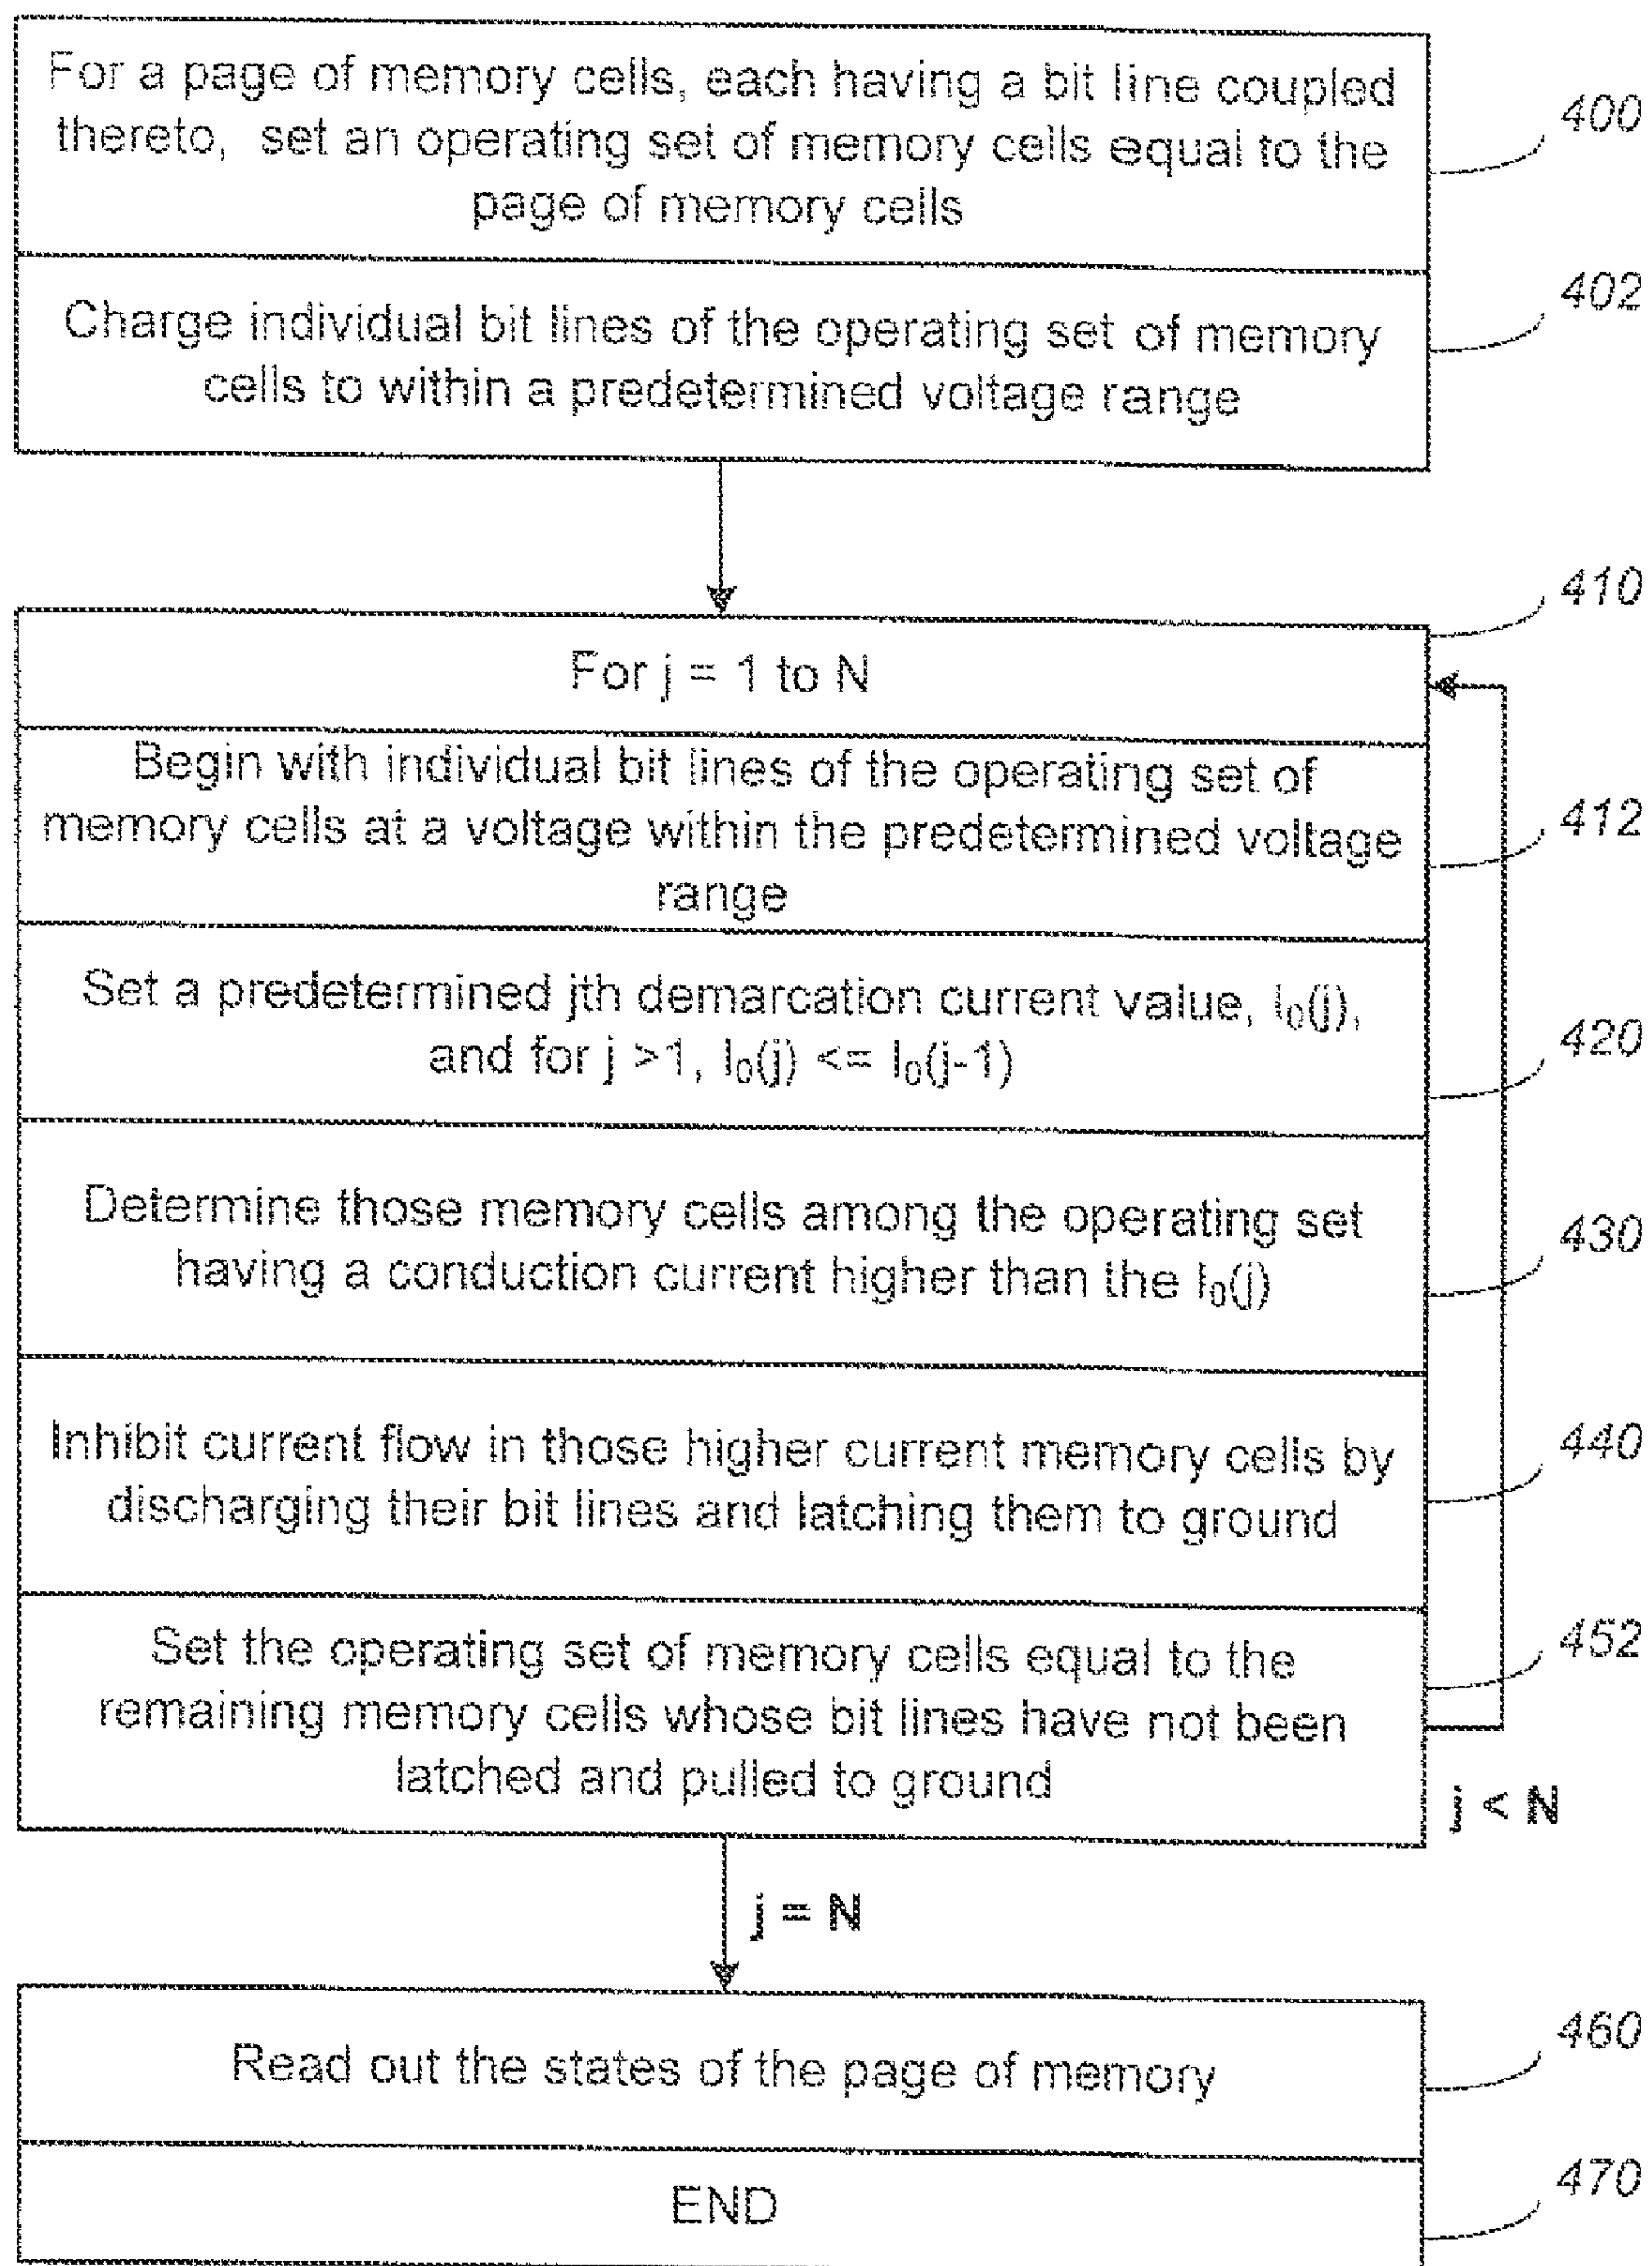 For a page of memory cells, each having a bit line coupled
thereto, set an operating set of memory cells equal to the
page of memory cells
400
Charge individual bit lines of the operating set of memory
cells to within a predetermined voltage range
402
410
For j = 1 to N
Begin with individual bit lines of the operating set of
memory cells at a voltage within the predetermined voltage
range
412
Set a predetermined jth demarcation current value, I₀(j),
and for j >1, I₀(j) <= I₀(j-1)
420
Determine those memory cells among the operating set
having a conduction current higher than the I₀(j)
430
Inhibit current flow in those higher current memory cells by
discharging their bit lines and latching them to ground
440
Set the operating set of memory cells equal to the
remaining memory cells whose bit lines have not been
latched and pulled to ground
452
j < N
j = N
Read out the states of the page of memory
460
END
470